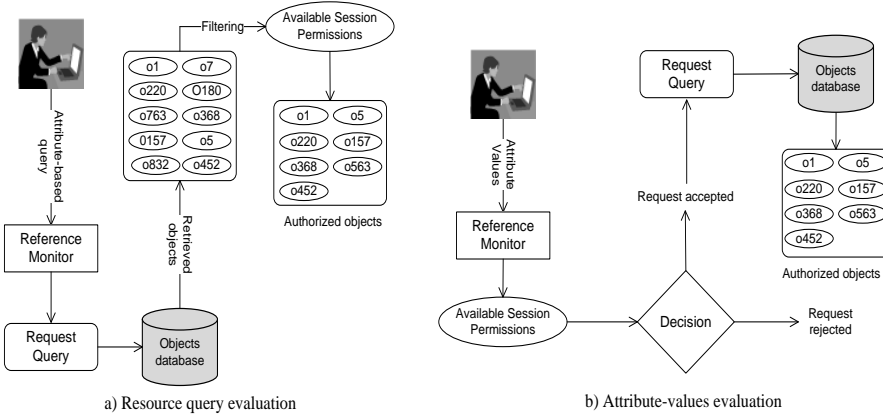 Attribute-based
query
Reference
Monitor
Request
Query
Objects
database
Retrieved
objects
o1 o7
o220 O180
o763 o368
0157 o5
o832 o452
Filtering
Available Session
Permissions
o1 o5
o220 o157
o368 o563
o452
Authorized objects
a) Resource query evaluation
Attribute
Values
Reference
Monitor
Available Session
Permissions
Decision
Request accepted
Request
rejected
Request
Query
Objects
database
o1 o5
o220 o157
o368 o563
o452
Authorized objects
b) Attribute-values evaluation